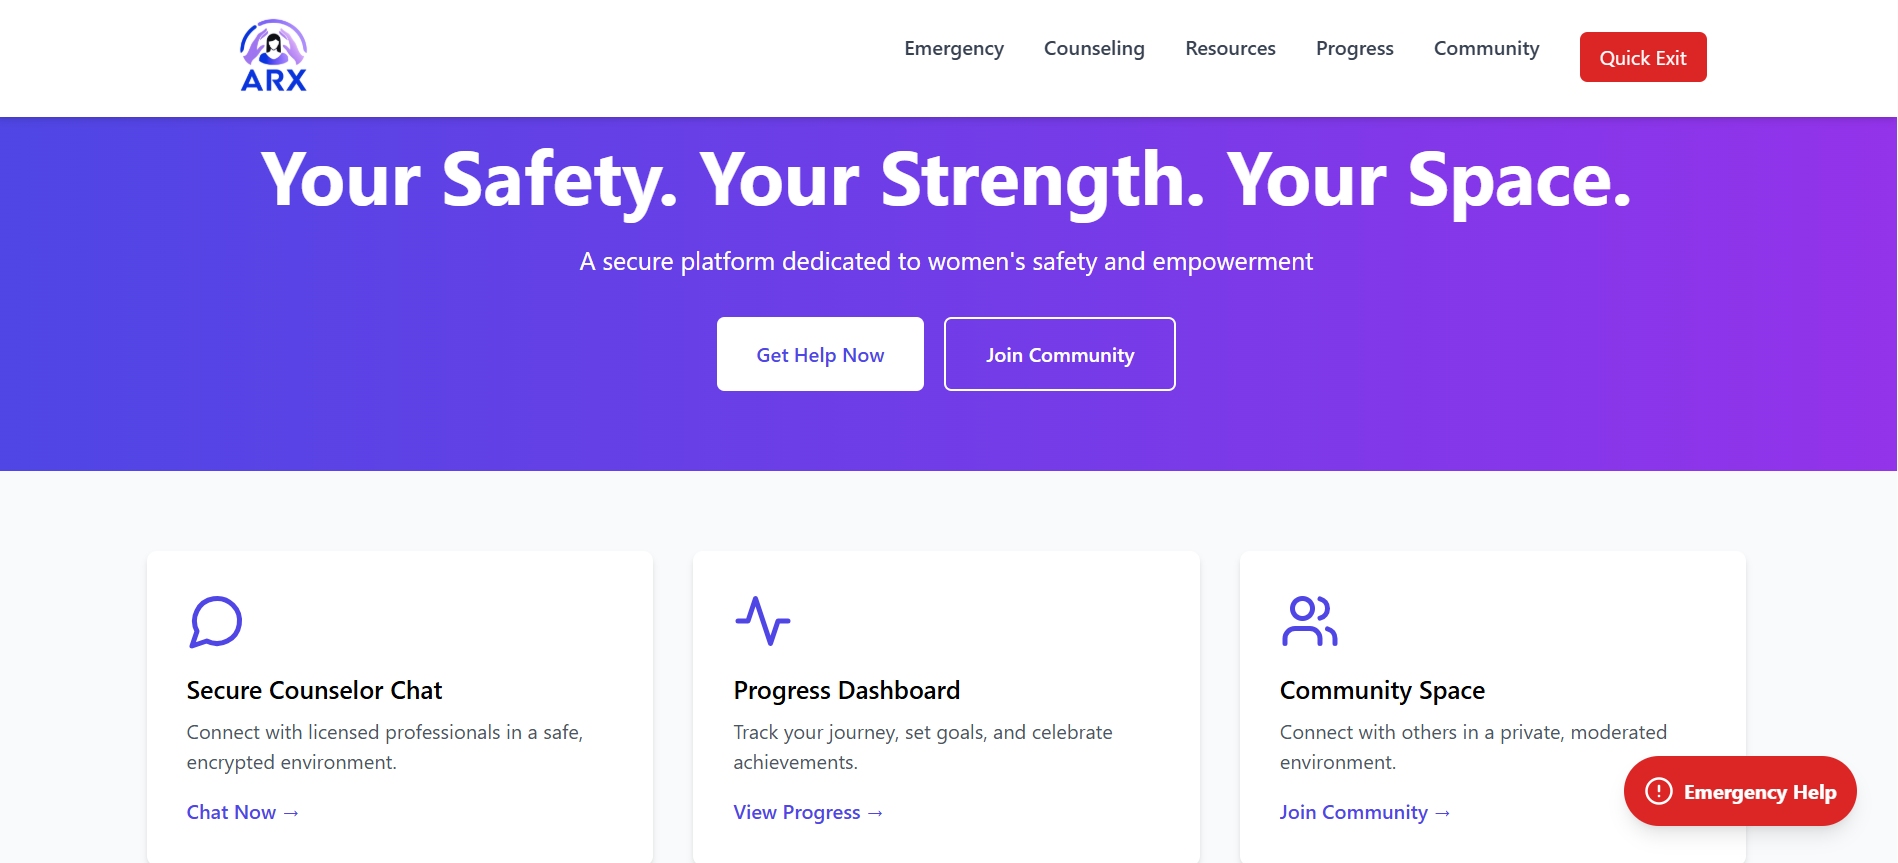 ARX
Emergency
Counseling
Resources
Progress
Community
Quick Exit
Your Safety. Your Strength. Your Space.
A secure platform dedicated to women's safety and empowerment
Get Help Now
Join Community
Secure Counselor Chat
Connect with licensed professionals in a safe,
encrypted environment.
Chat Now →
Progress Dashboard
Track your journey, set goals, and celebrate
achievements.
View Progress →
Community Space
Connect with others in a private, moderated
environment.
Join Community →
Emergency Help